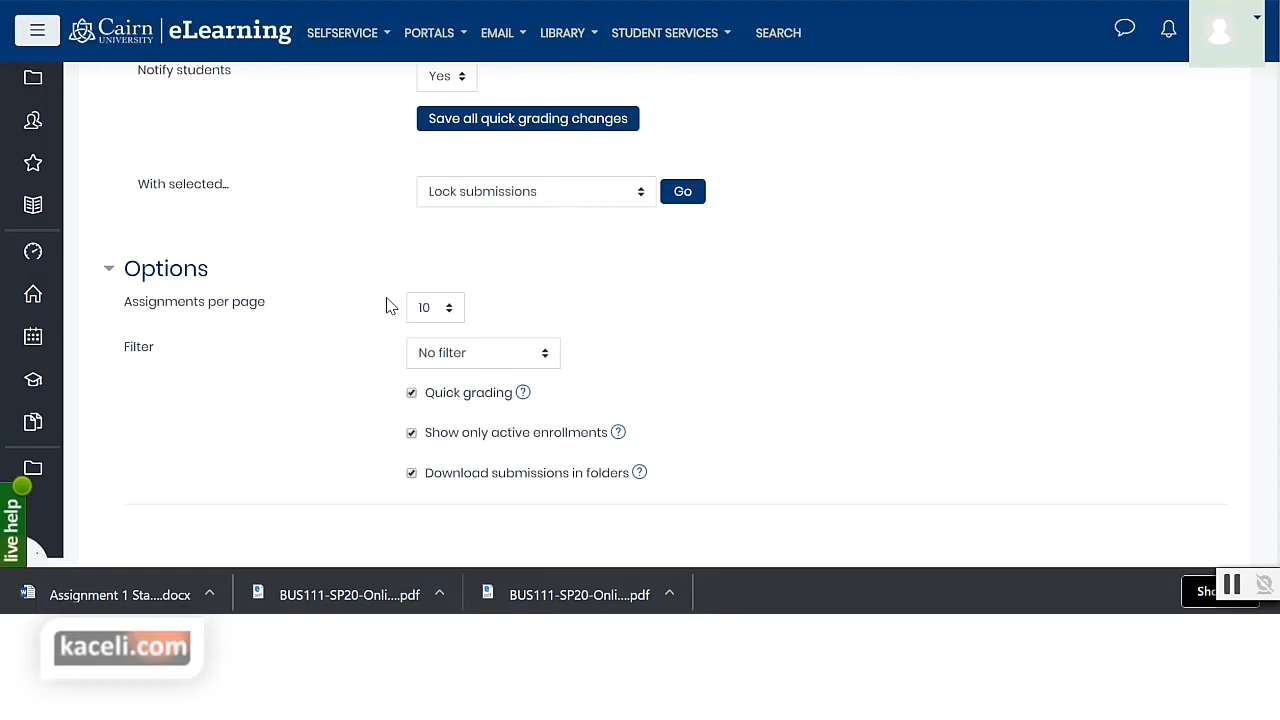 Cairn UNIVERSITY eLearning SELFSERVICE PORTALS EMAIL LIBRARY STUDENT SERVICES SEARCH
Notify students Yes
Save all quick grading changes
With selected... Lock submissions Go
Options
Assignments per page 10
Filter No filter
Quick grading ?
Show only active enrollments ?
Download submissions in folders ?
live help
Assignment 1 Sta....docx BUS111-SP20-Onli....pdf BUS111-SP20-Onli....pdf
kaceli.com